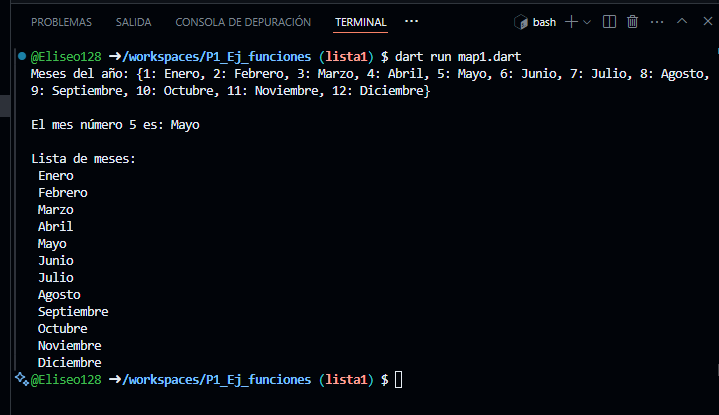 PROBLEMAS SALIDA CONSOLA DE DEPURACIÓN TERMINAL ··· bash
@Eliseo128 ➜/workspaces/P1_Ej_funciones (lista1) $ dart run map1.dart
Meses del año: {1: Enero, 2: Febrero, 3: Marzo, 4: Abril, 5: Mayo, 6: Junio, 7: Julio, 8: Agosto,
9: Septiembre, 10: Octubre, 11: Noviembre, 12: Diciembre}
El mes número 5 es: Mayo
Lista de meses:
Enero
Febrero
Marzo
Abril
Mayo
Junio
Julio
Agosto
Septiembre
Octubre
Noviembre
Diciembre
@Eliseo128 ➜/workspaces/P1_Ej_funciones (lista1) $